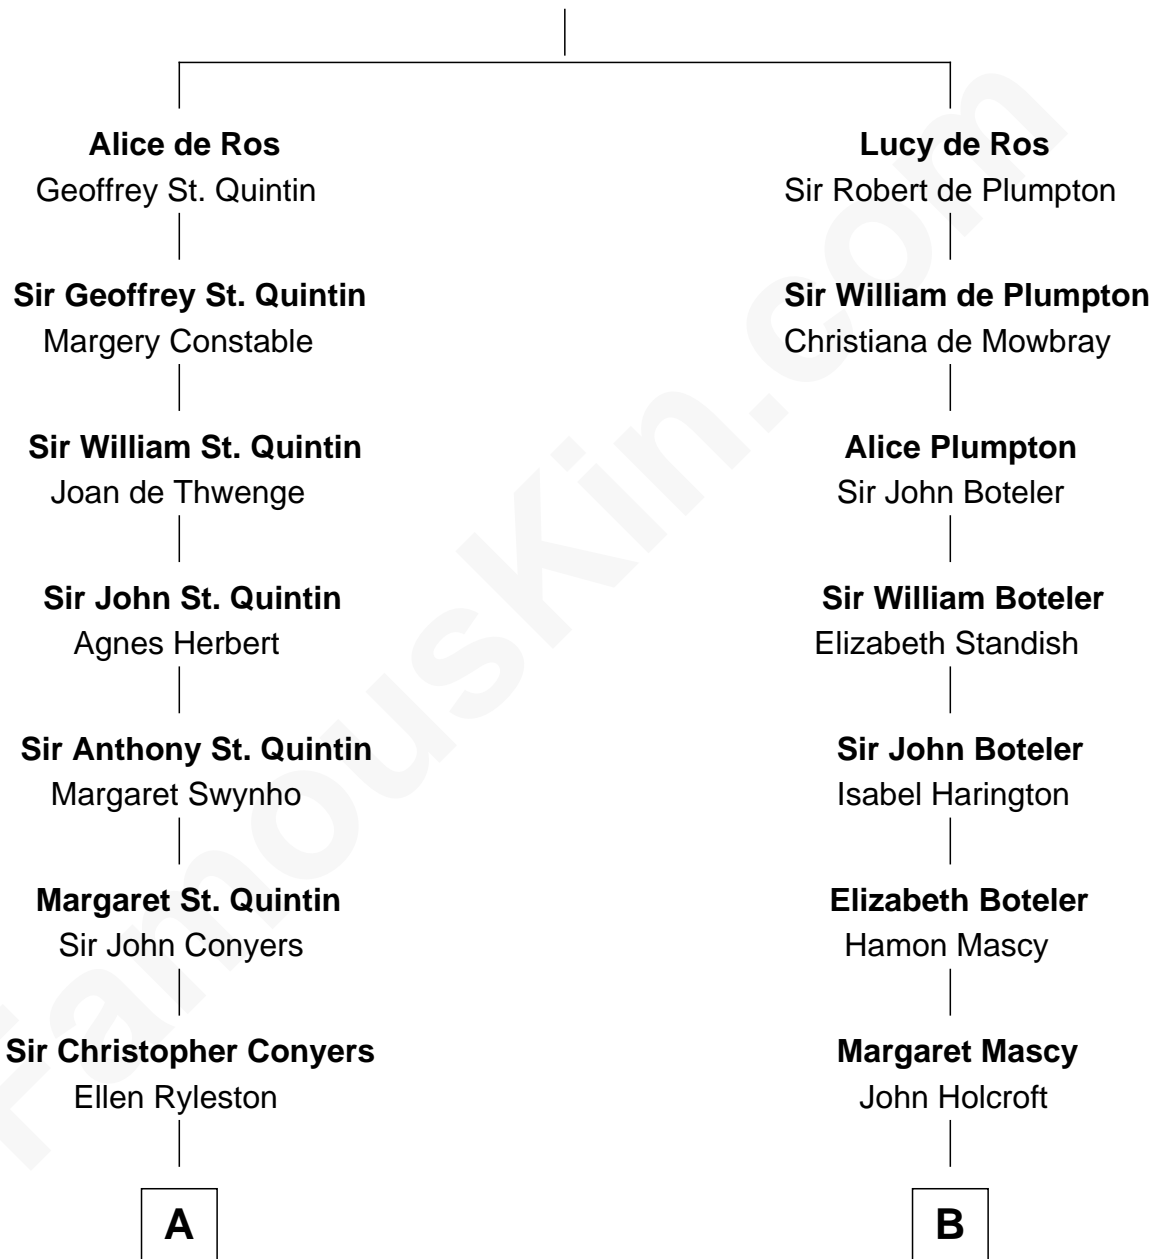 Alice de Ros
Geoffrey St. Quintin
Sir Geoffrey St. Quintin
Margery Constable
Sir William St. Quintin
Joan de Thwenge
Sir John St. Quintin
Agnes Herbert
Sir Anthony St. Quintin
Margaret Swynho
Margaret St. Quintin
Sir John Conyers
Sir Christopher Conyers
Ellen Ryleston
A
Lucy de Ros
Sir Robert de Plumpton
Sir William de Plumpton
Christiana de Mowbray
Alice Plumpton
Sir John Boteler
Sir William Boteler
Elizabeth Standish
Sir John Boteler
Isabel Harington
Elizabeth Boteler
Hamon Mascy
Margaret Mascy
John Holcroft
B
FamousKin.com